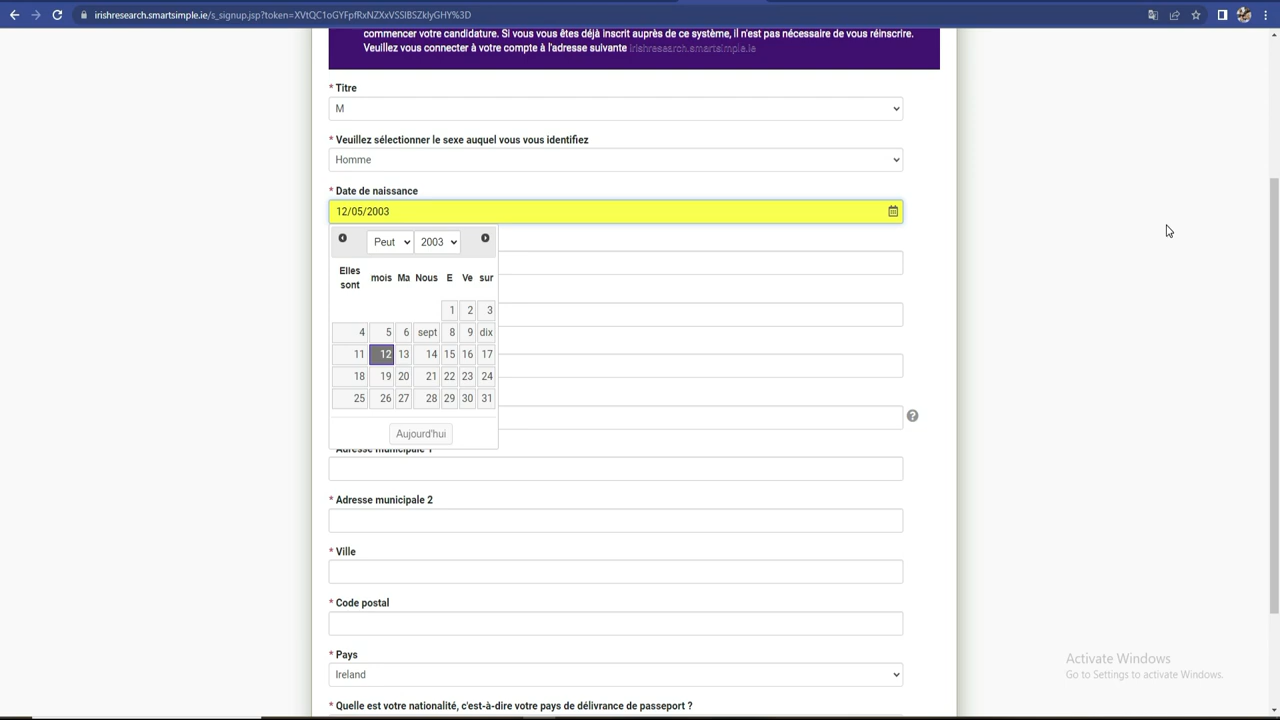 irishresearch.smartsimple.ie/s_signup.jsp?token=XVtQC1oGYFpfRxNZXxVSSlBSZklyGHY%3D
commencer votre candidature. Si vous vous êtes déjà inscrit auprès de ce système, il n'est pas nécessaire de vous réinscrire.
Veuillez vous connecter à votre compte à l'adresse suivante irishresearch.smartsimple.ie
* Titre
M
* Veuillez sélectionner le sexe auquel vous vous identifiez
Homme
* Date de naissance
12/05/2003
Peut 2003
Elles sont mois Ma Nous E Ve sur
1 2 3
4 5 6 sept 8 9 dix
11 12 13 14 15 16 17
18 19 20 21 22 23 24
25 26 27 28 29 30 31
Aujourd'hui
Adresse municipale 1
* Adresse municipale 2
* Ville
* Code postal
* Pays
Ireland
* Quelle est votre nationalité, c'est-à-dire votre pays de délivrance de passeport ?
Activate Windows
Go to Settings to activate Windows.